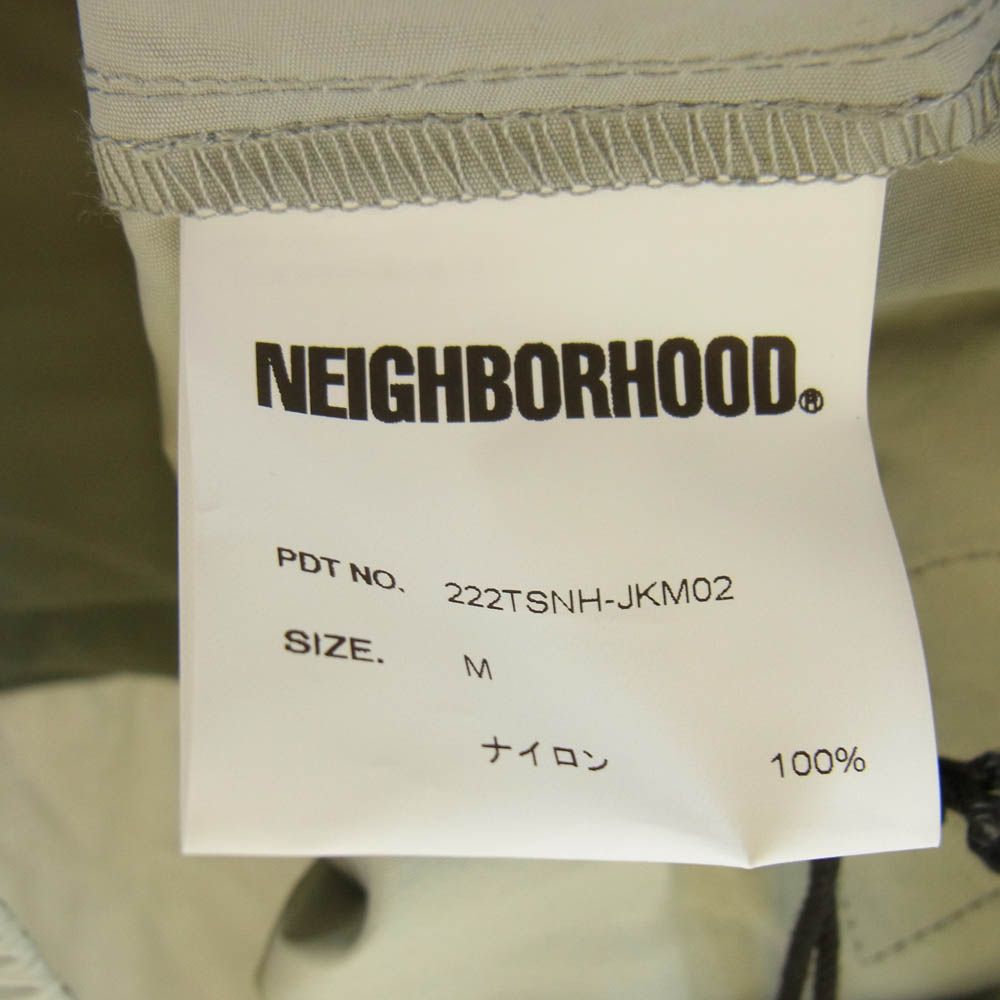 NEIGHBORHOOD®
PDT NO. 222TSNH-JKM02
SIZE. M
ナイロン 100%